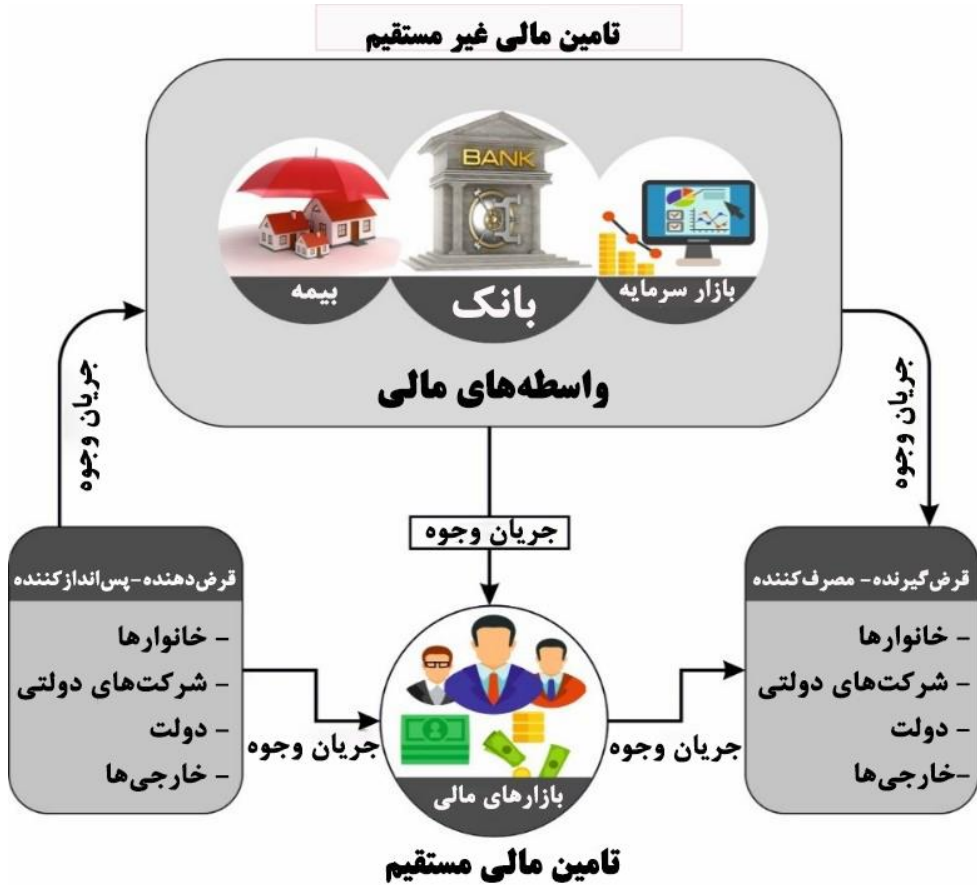 تامین مالی غیر مستقیم
BANK
بیمه
بانک
بازار سرمایه
واسطه‌های مالی
جریان وجوه
جریان وجوه
جریان وجوه
قرض‌دهنده-پس‌اندازکننده
- خانوارها
- شرکت‌های دولتی
- دولت
- خارجی‌ها
قرض‌گیرنده- مصرف‌کننده
- خانوارها
- شرکت‌های دولتی
- دولت
-خارجی‌ها
جریان وجوه
جریان وجوه
بازارهای مالی
تامین مالی مستقیم